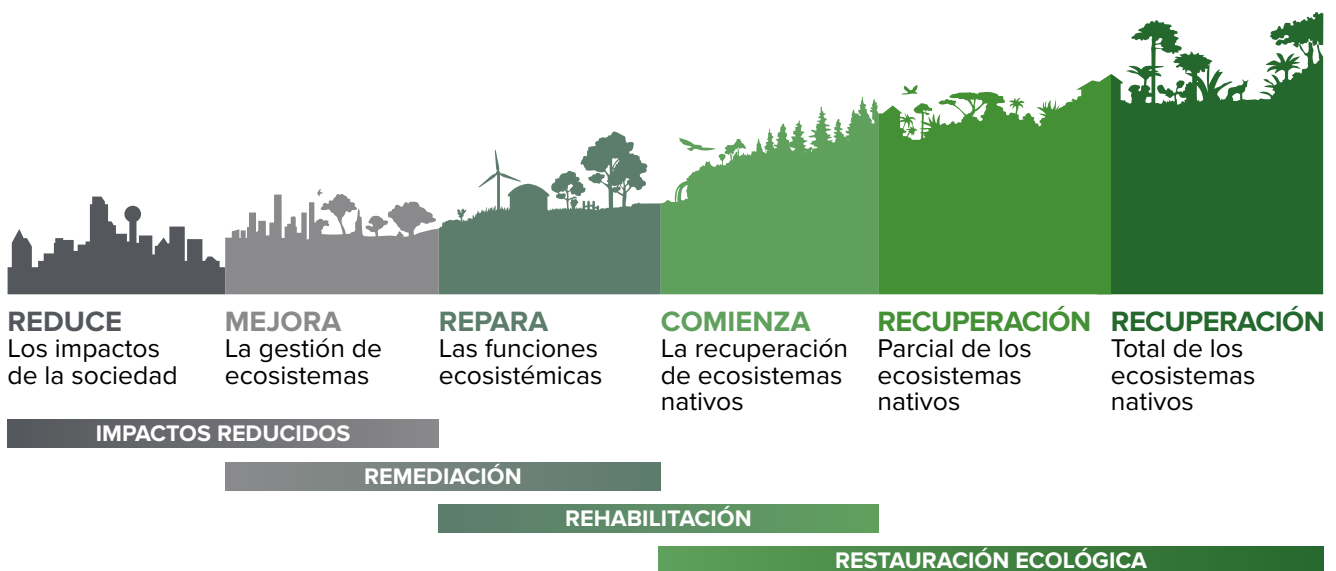 REDUCE
Los impactos
de la sociedad
MEJORA
La gestión de
ecosistemas
REPARA
Las funciones
ecosistémicas
COMIENZA
La recuperación
de ecosistemas
nativos
RECUPERACIÓN
Parcial de los
ecosistemas
nativos
RECUPERACIÓN
Total de los
ecosistemas
nativos
IMPACTOS REDUCIDOS
REMEDIACIÓN
REHABILITACIÓN
RESTAURACIÓN ECOLÓGICA